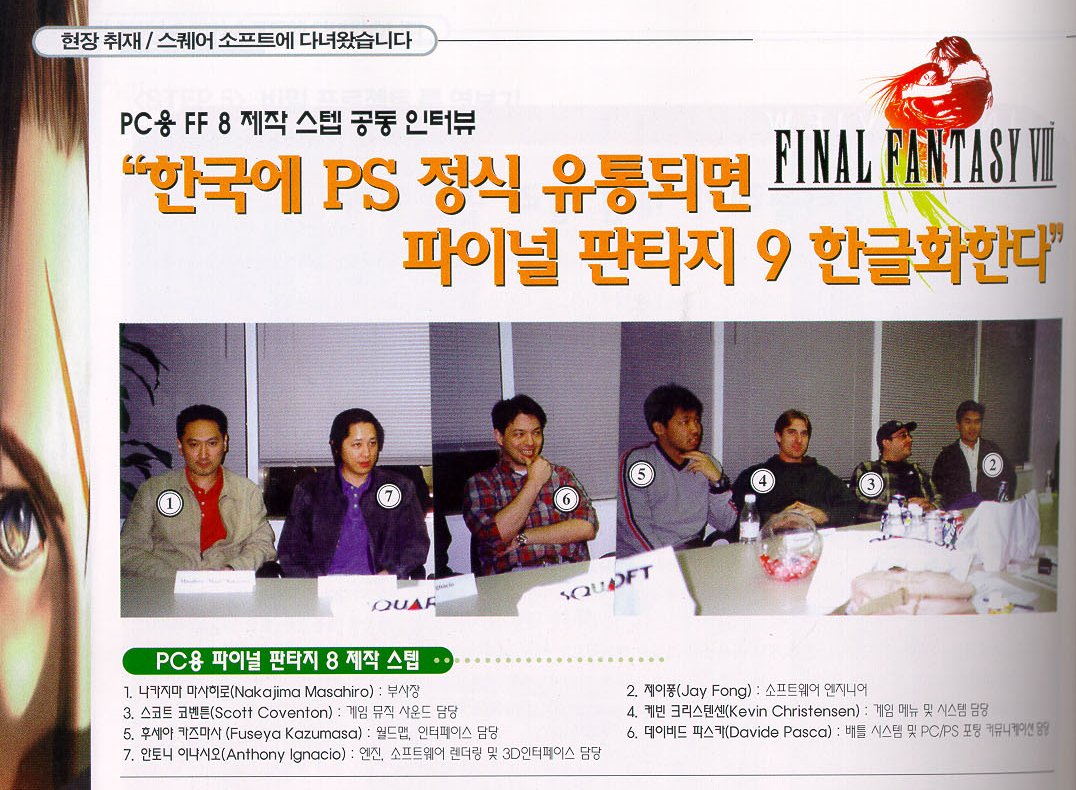 현장 취재 / 스퀘어 소프트에 다녀왔습니다
PC용 FF 8 제작 스텝 공동 인터뷰
FINAL FANTASY VIII
“한국에 PS 정식 유통되면
파이널 판타지 9 한글화한다”
1
7
6
5
4
3
2
Ignacio
SQUAR
SQUSOFT
PC용 파이널 판타지 8 제작 스텝
1. 나카지마 마사히로(Nakajima Masahiro) : 부사장
2. 제이퐁(Jay Fong) : 소프트웨어 엔지니어
3. 스코트 코벤튼(Scott Coventon) : 게임 뮤직 사운드 담당
4. 케빈 크리스텐센(Kevin Christensen) : 게임 메뉴 및 시스템 담당
5. 후세야 카즈마사 (Fuseya Kazumasa) : 월드맵, 인터페이스 담당
6. 데이비드 파스카(Davide Pasca) : 배틀 시스템 및 PC/PS 포팅 커뮤니케이션 담당
7. 안토니 이냐시오(Anthony Ignacio) : 엔진, 소프트웨어 렌더링 및 3D인터페이스 담당